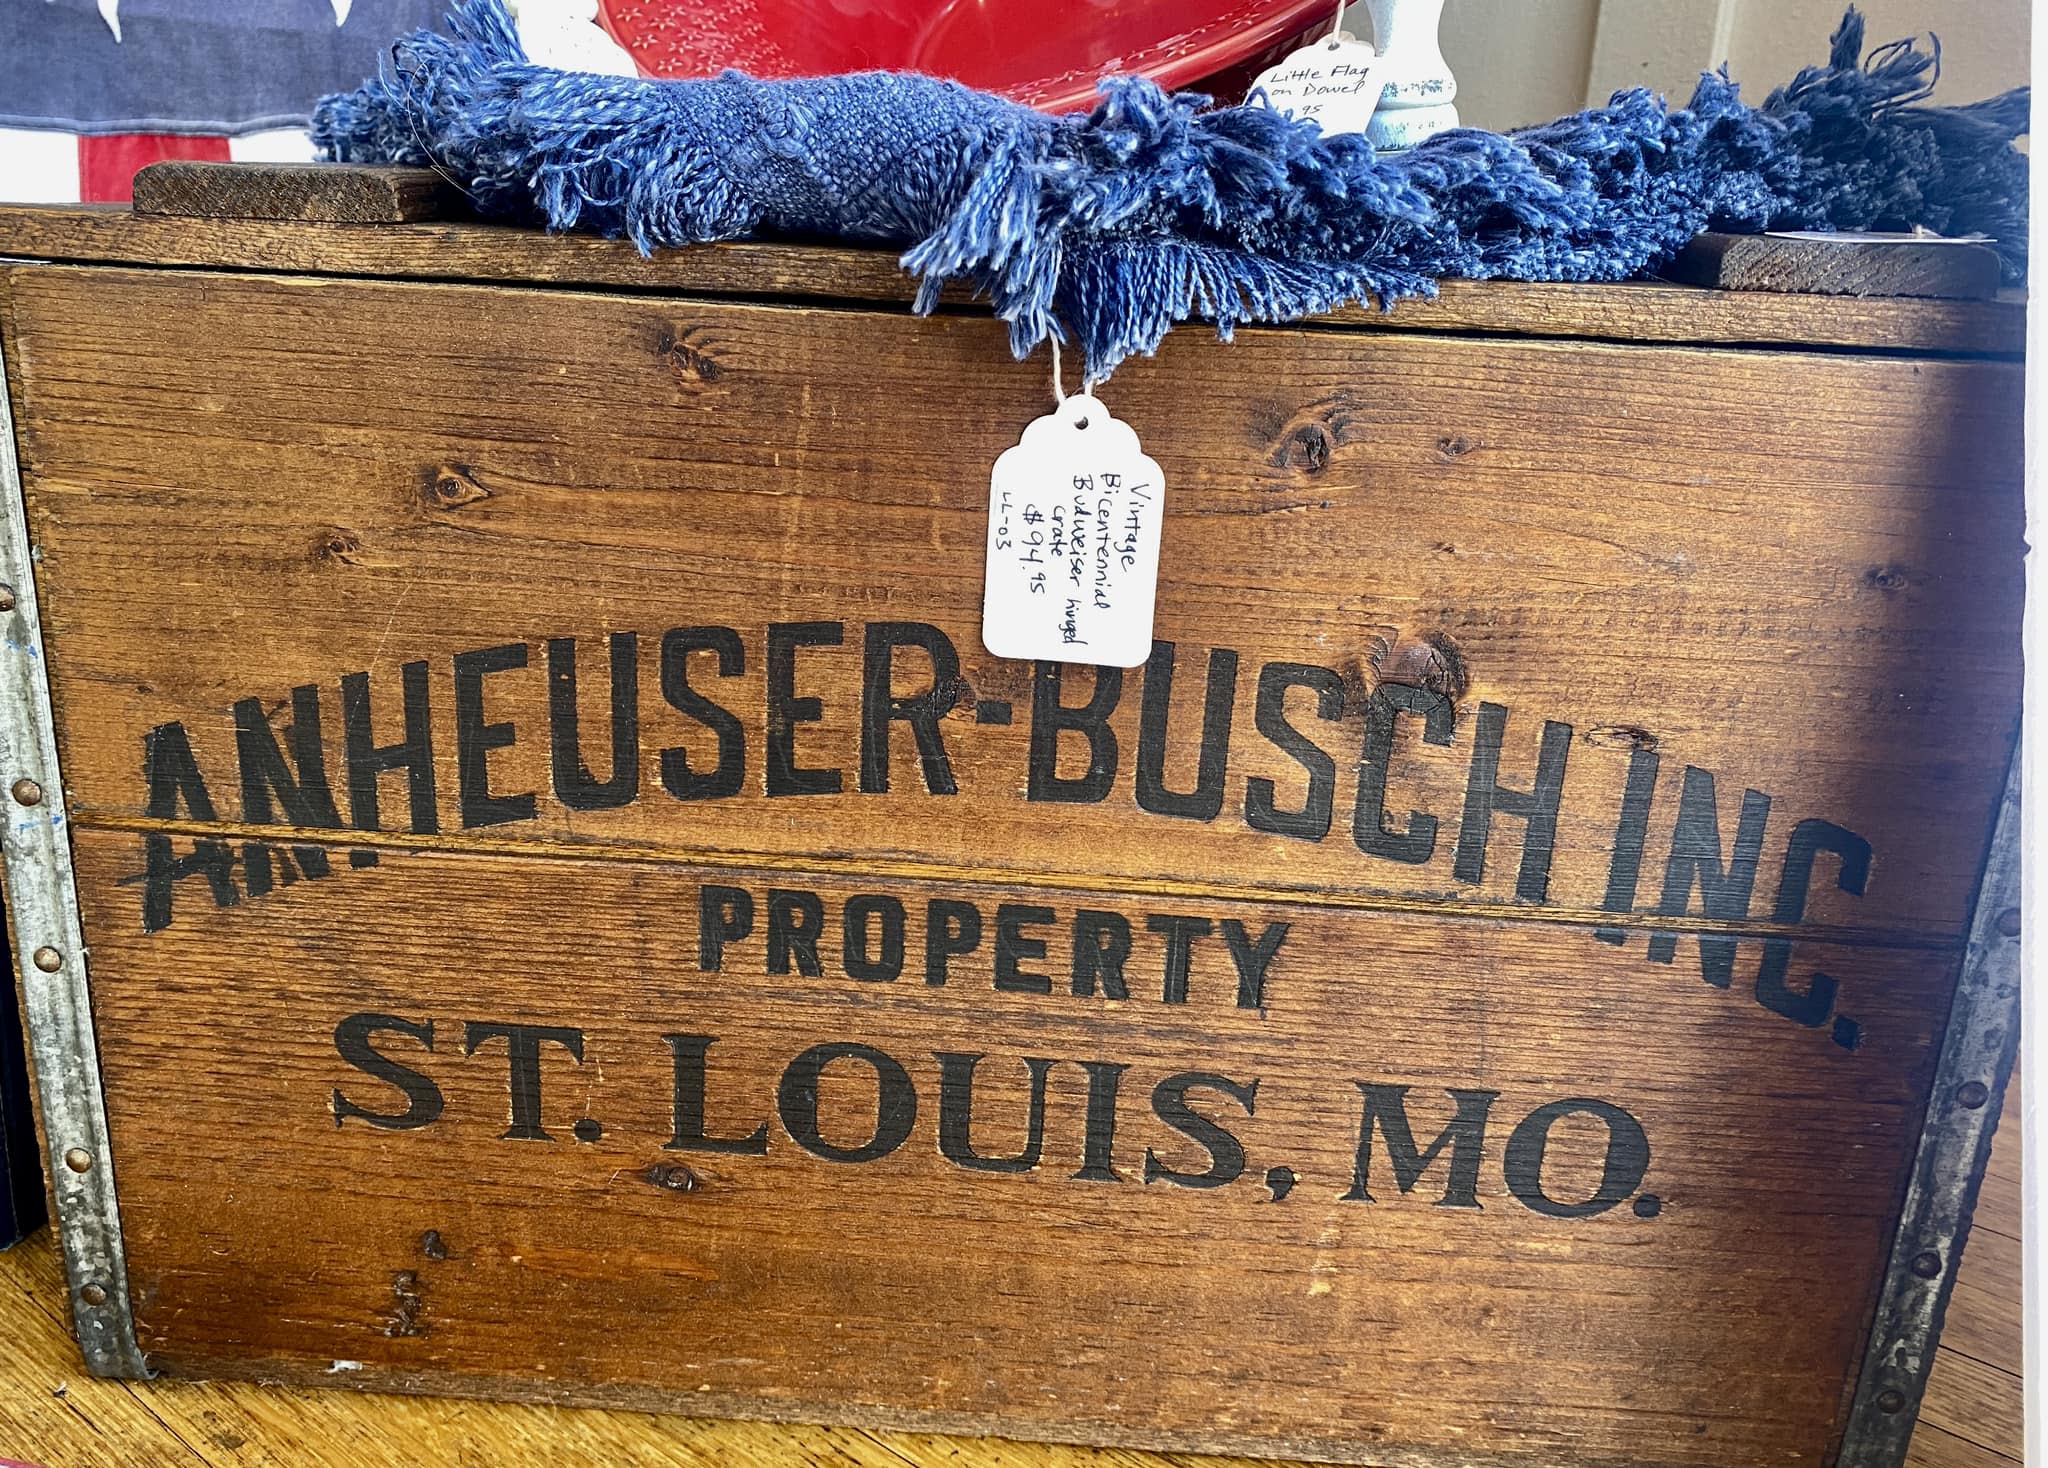 Little Flag
on Dowel
95
Vintage
Bicentennial
Budweiser hinged
crate
$94.95
LL-03
ANHEUSER-BUSCH INC.
PROPERTY
ST. LOUIS, MO.